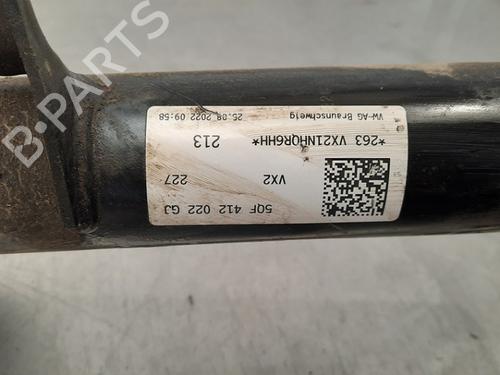 VW-AG Braunschweig
25.08.2022 09:58
*263 VX21NHQR6HH*
213
VX2
227
5QF 412 022 GJ
B-PARTS